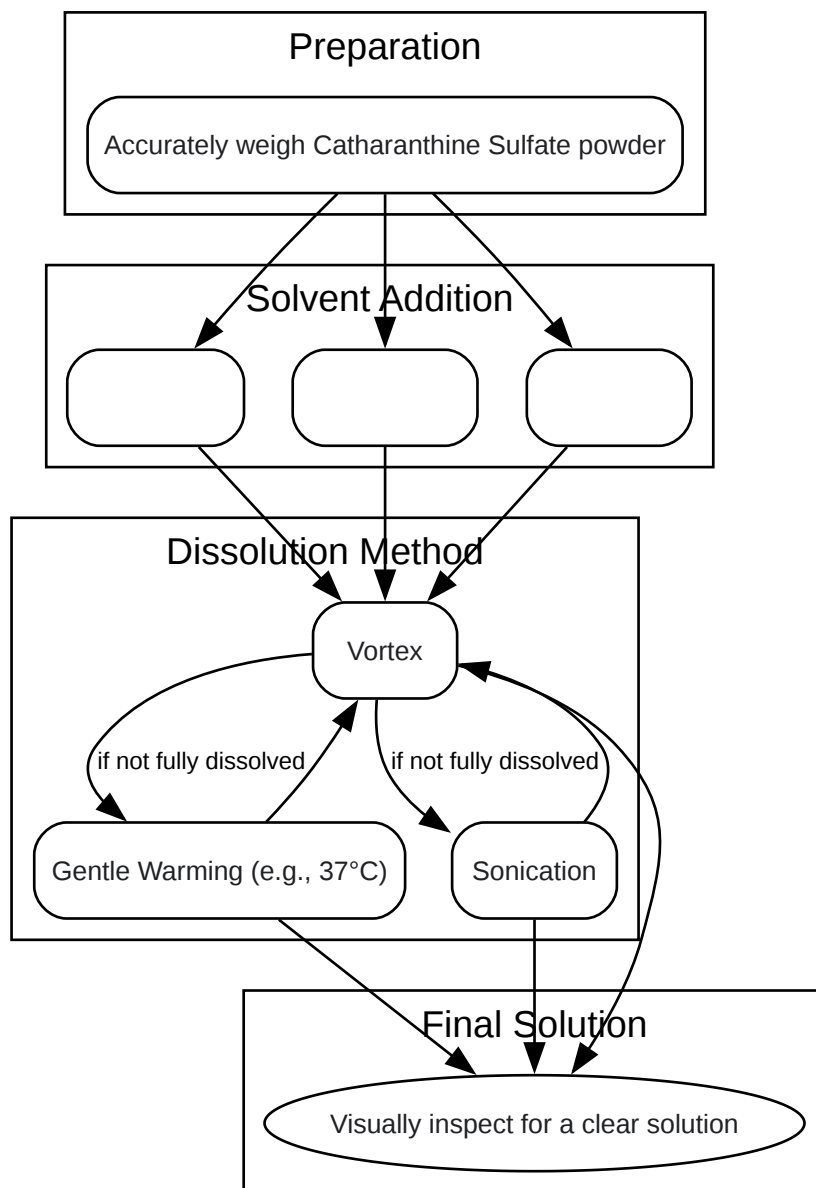 Preparation
Accurately weigh Catharanthine Sulfate powder
Solvent Addition
Dissolution Method
Vortex
if not fully dissolved
if not fully dissolved
Gentle Warming (e.g., 37°C)
Sonication
Final Solution
Visually inspect for a clear solution